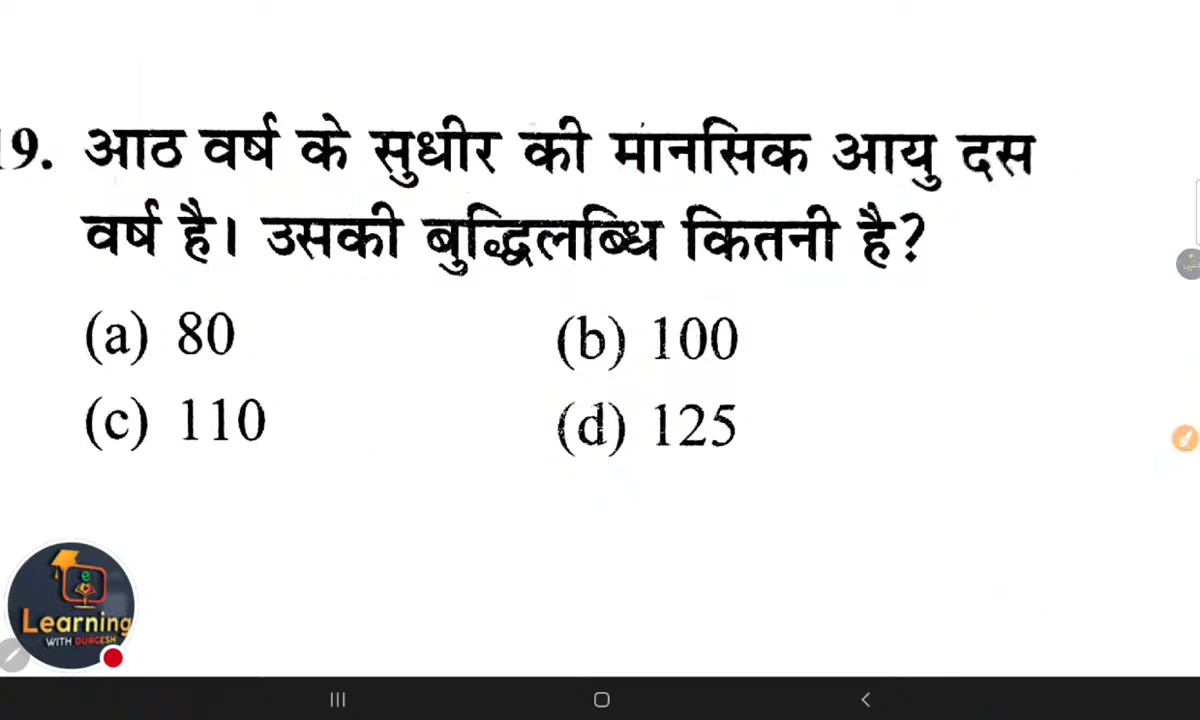 19. आठ वर्ष के सुधीर की मानसिक आयु दस
वर्ष है। उसकी बुद्धिलब्धि कितनी है?
(a) 80 (b) 100
(c) 110 (d) 125
e
Learning
WITH DURGESH